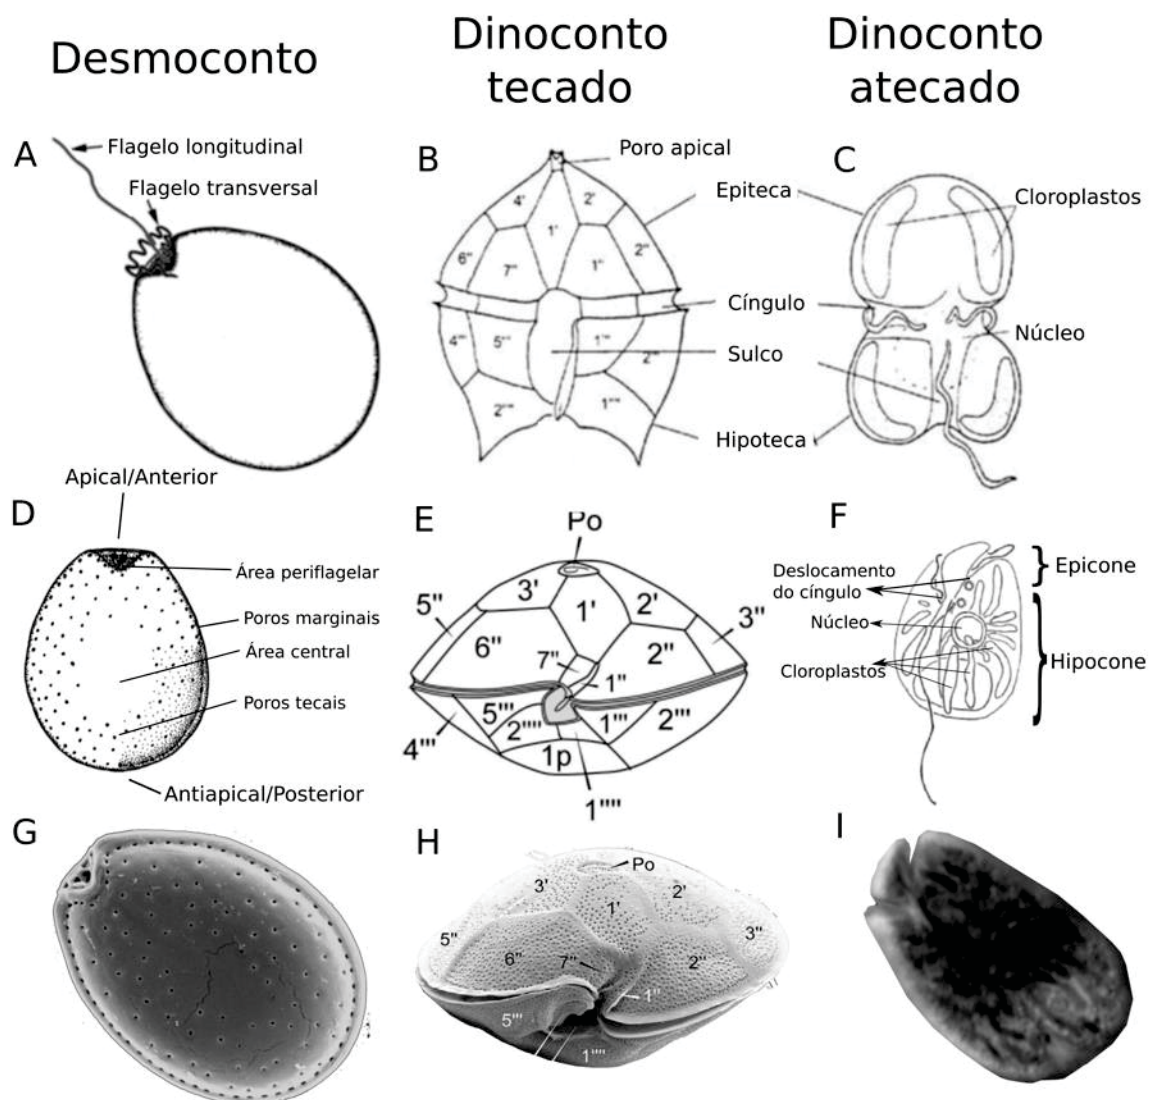 Desmoconto
Dinoconto
tecado
Dinoconto
atecado
A
Flagelo longitudinal
Flagelo transversal
B
Poro apical
Epiteca
4' 2'
1'
6'' 7'' 1'' 2''
Cíngulo
4''' 5''' 1''' 2'''
Sulco
2'''' 1''''
Hipoteca
C
Cloroplastos
Núcleo
D
Apical/Anterior
Área periflagelar
Poros marginais
Área central
Poros tecais
Antiapical/Posterior
E
Po
3' 1' 2'
5'' 6'' 7'' 1'' 2'' 3''
5''' 2'''' 1''' 2'''
4''' 1p
1''''
F
Deslocamento
do cíngulo
Núcleo
Cloroplastos
Epicone
Hipocone
G
H
Po
3' 1' 2'
5'' 6'' 7'' 1'' 2'' 3''
5'''
1''''
I